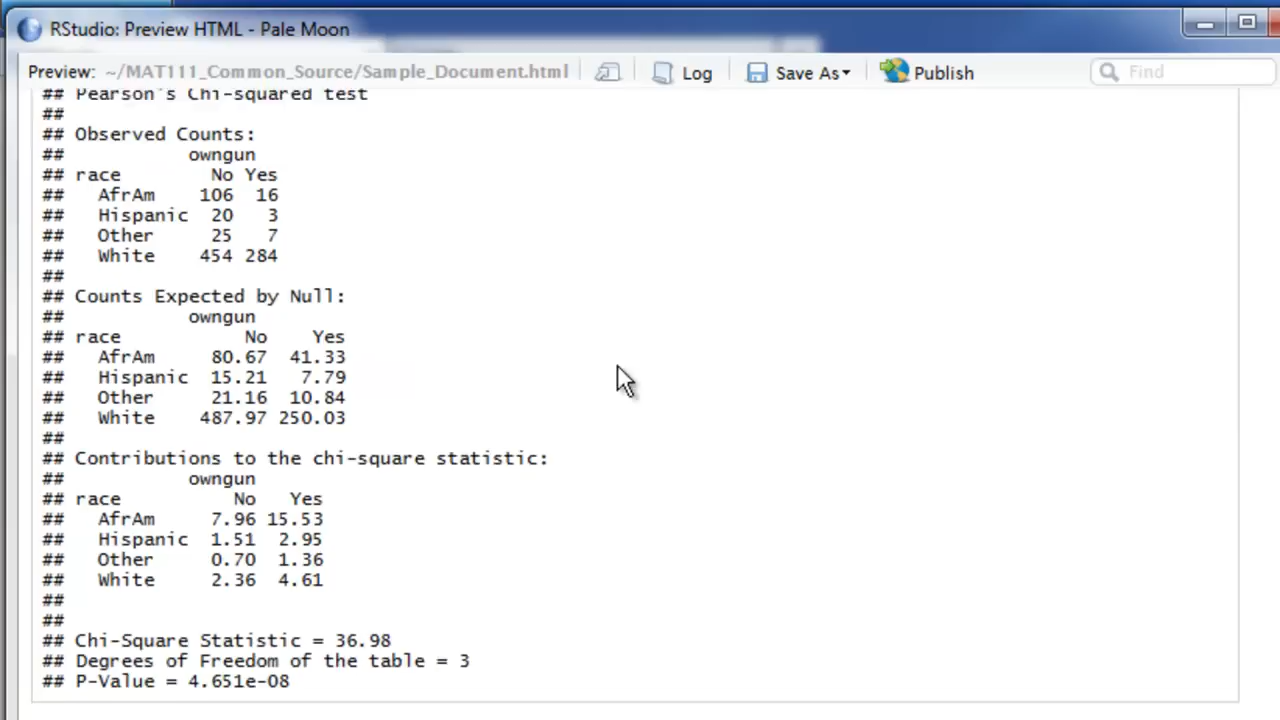 RStudio: Preview HTML - Pale Moon
Preview: ~/MAT111_Common_Source/Sample_Document.html Log Save As Publish Find
## Pearson's Chi-squared test
##
## Observed Counts:
## owngun
## race No Yes
## AfrAm 106 16
## Hispanic 20 3
## Other 25 7
## White 454 284
##
## Counts Expected by Null:
## owngun
## race No Yes
## AfrAm 80.67 41.33
## Hispanic 15.21 7.79
## Other 21.16 10.84
## White 487.97 250.03
##
## Contributions to the chi-square statistic:
## owngun
## race No Yes
## AfrAm 7.96 15.53
## Hispanic 1.51 2.95
## Other 0.70 1.36
## White 2.36 4.61
##
##
## Chi-Square Statistic = 36.98
## Degrees of Freedom of the table = 3
## P-Value = 4.651e-08